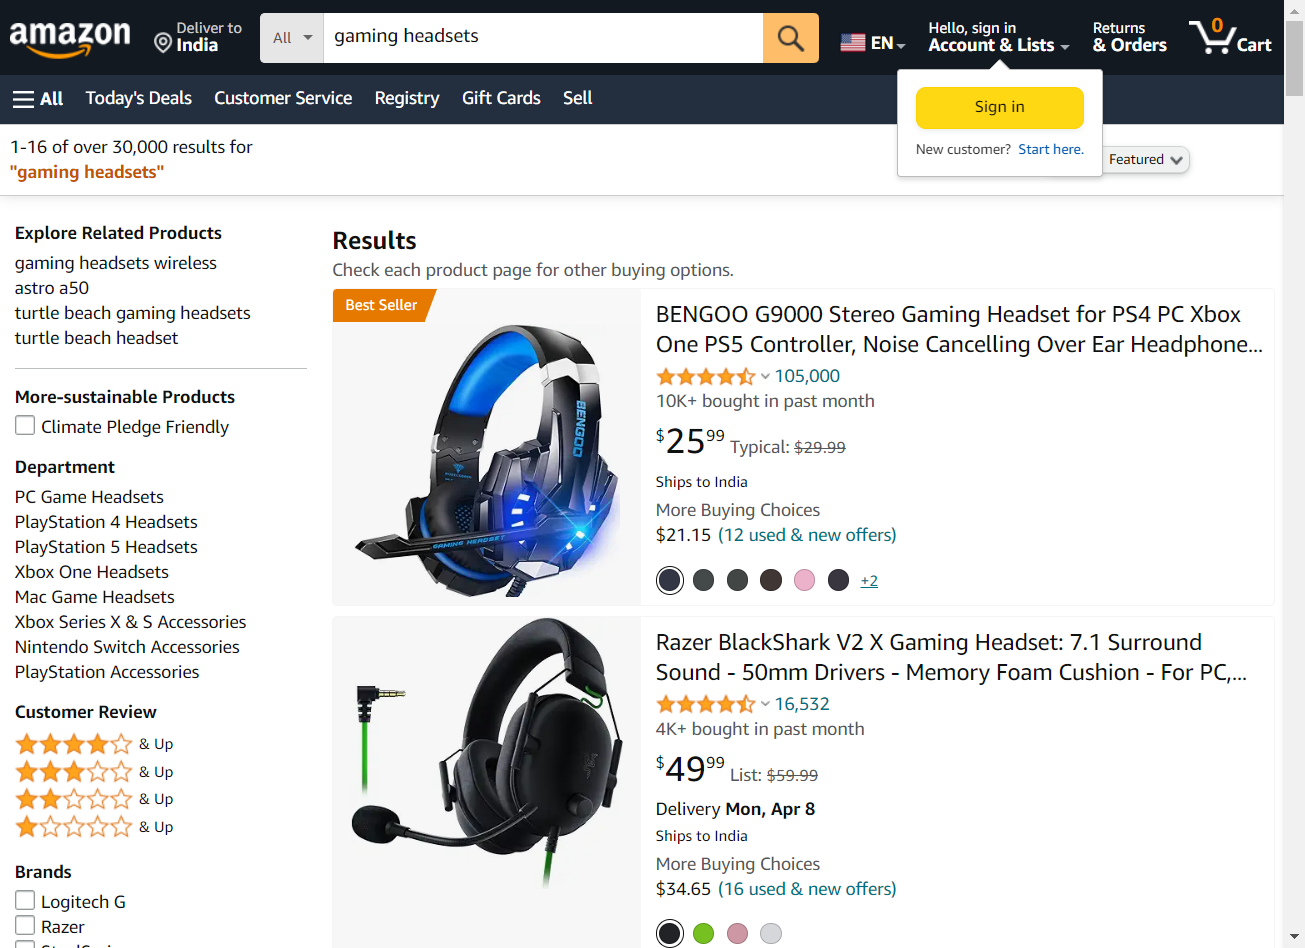 amazon
Deliver to
India
All
gaming headsets
EN
Hello, sign in
Account & Lists
Returns
& Orders
0
Cart
All
Today's Deals
Customer Service
Registry
Gift Cards
Sell
Sign in
New customer? Start here.
1-16 of over 30,000 results for
"gaming headsets"
Featured
Explore Related Products
gaming headsets wireless
astro a50
turtle beach gaming headsets
turtle beach headset
More-sustainable Products
Climate Pledge Friendly
Department
PC Game Headsets
PlayStation 4 Headsets
PlayStation 5 Headsets
Xbox One Headsets
Mac Game Headsets
Xbox Series X & S Accessories
Nintendo Switch Accessories
PlayStation Accessories
Customer Review
& Up
& Up
& Up
& Up
Brands
Logitech G
Razer
Results
Check each product page for other buying options.
Best Seller
BENGOO
GAMING HEADSET
BENGOO G9000 Stereo Gaming Headset for PS4 PC Xbox
One PS5 Controller, Noise Cancelling Over Ear Headphone...
105,000
10K+ bought in past month
$25.99 Typical: $29.99
Ships to India
More Buying Choices
$21.15 (12 used & new offers)
+2
Razer BlackShark V2 X Gaming Headset: 7.1 Surround
Sound - 50mm Drivers - Memory Foam Cushion - For PC,...
16,532
4K+ bought in past month
$49.99 List: $59.99
Delivery Mon, Apr 8
Ships to India
More Buying Choices
$34.65 (16 used & new offers)